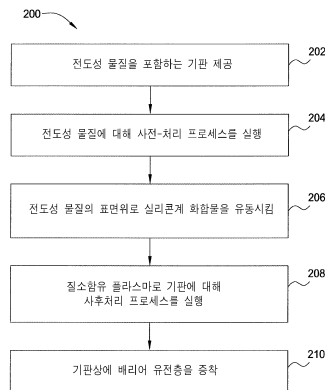 200
전도성 물질을 포함하는 기판 제공
202
전도성 물질에 대해 사전-처리 프로세스를 실행
204
전도성 물질의 표면위로 실리콘계 화합물을 유동시킴
206
질소함유 플라즈마로 기판에 대해
사후처리 프로세스를 실행
208
기판상에 배리어 유전층을 증착
210